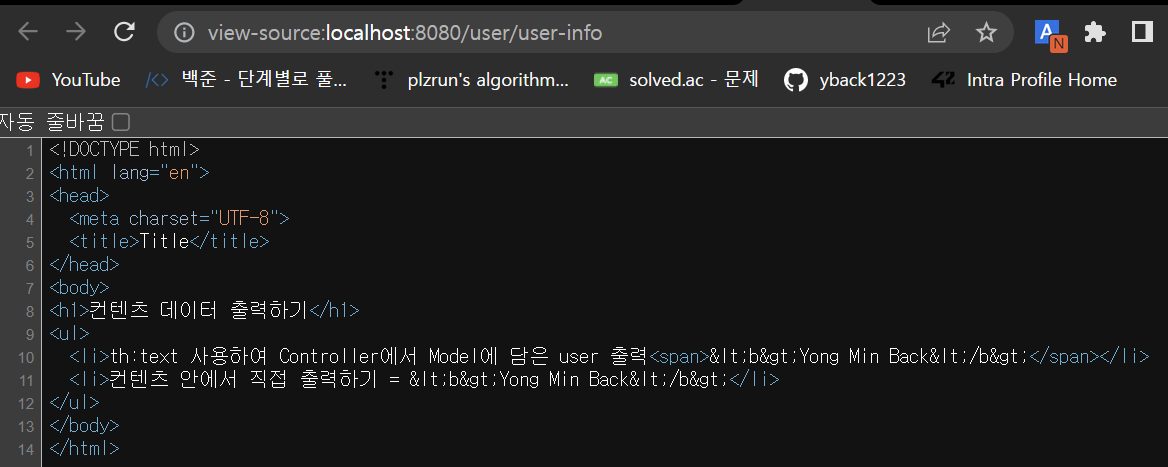 view-source:localhost:8080/user/user-info
A
N
YouTube
백준 - 단계별로 풀...
plzrun's algorithm...
AC
solved.ac - 문제
yback1223
42
Intra Profile Home
자동 줄바꿈
1 <!DOCTYPE html>
2 <html lang="en">
3 <head>
4 <meta charset="UTF-8">
5 <title>Title</title>
6 </head>
7 <body>
8 <h1>컨텐츠 데이터 출력하기</h1>
9 <ul>
10 <li>th:text 사용하여 Controller에서 Model에 담은 user 출력<span>&lt;b&gt;Yong Min Back&lt;/b&gt;</span></li>
11 <li>컨텐츠 안에서 직접 출력하기 = &lt;b&gt;Yong Min Back&lt;/b&gt;</li>
12 </ul>
13 </body>
14 </html>